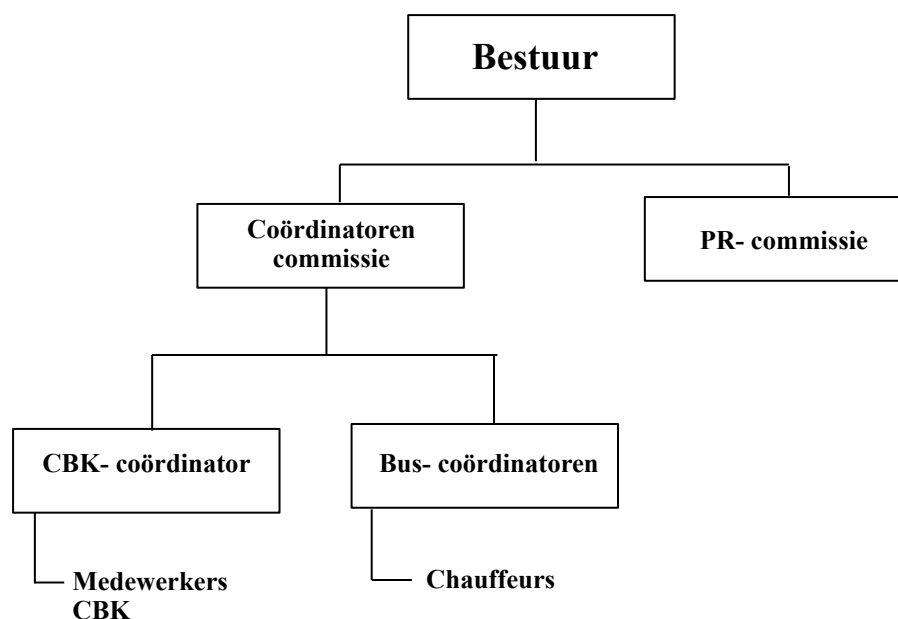 Bestuur
Coördinatoren
commissie
PR- commissie
CBK- coördinator
Bus- coördinatoren
Medewerkers
CBK
Chauffeurs